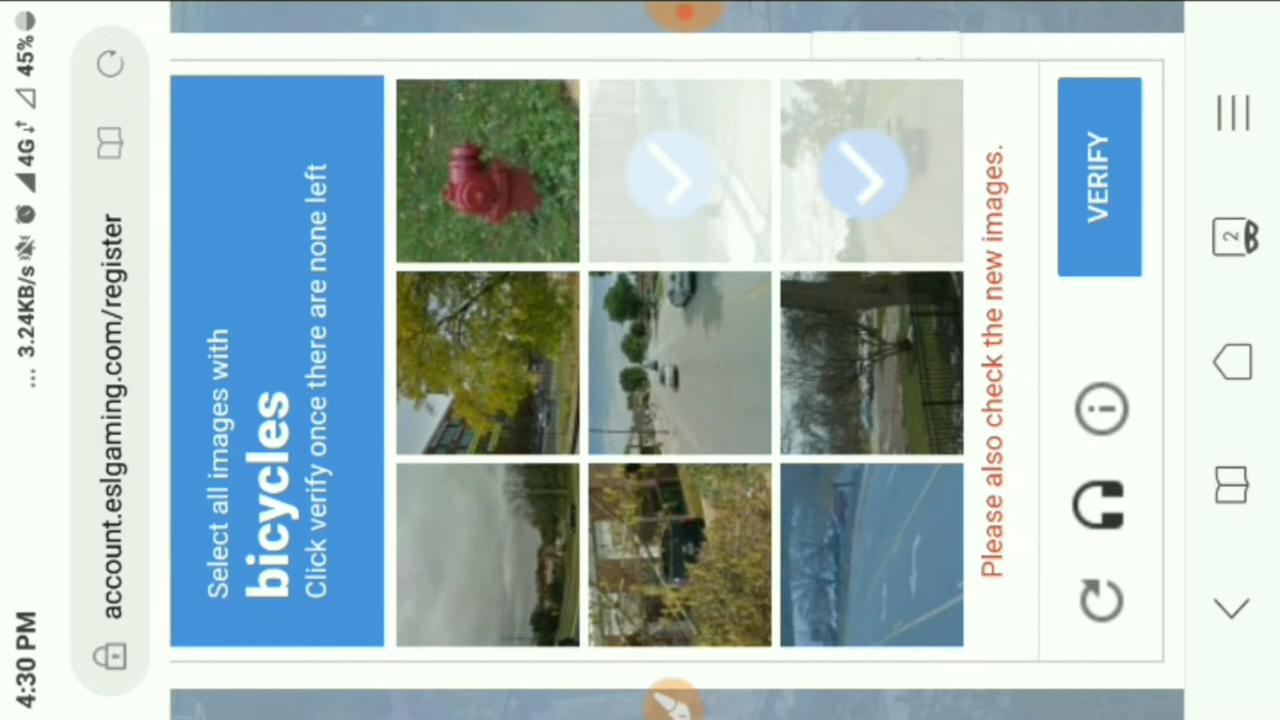 4:30 PM
... 3.24KB/s 4G 45%
account.eslgaming.com/register
Select all images with
bicycles
Click verify once there are none left
Please also check the new images.
VERIFY
2